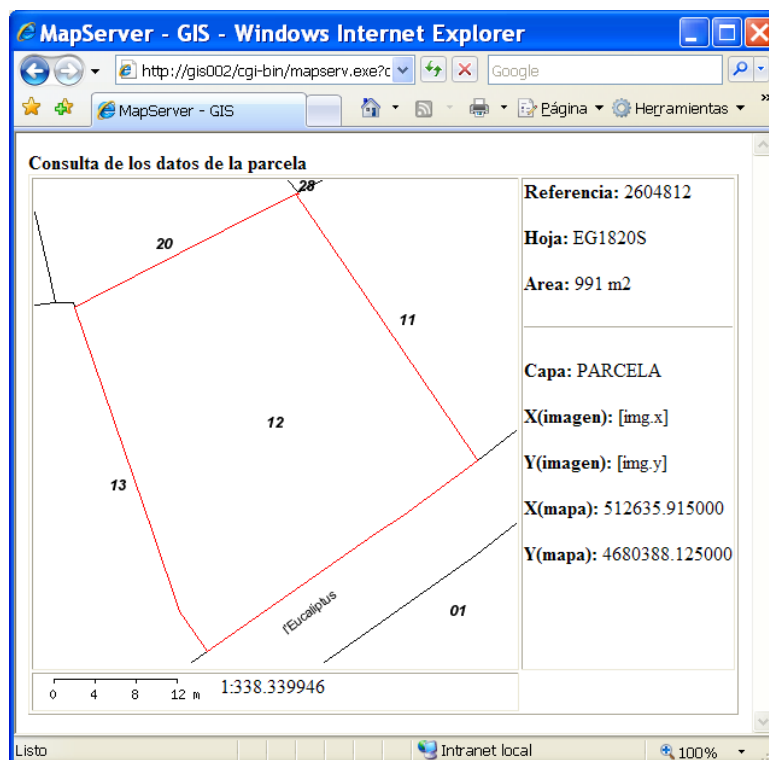 MapServer - GIS - Windows Internet Explorer
http://gis002/cgi-bin/mapserv.exe?c
Google
MapServer - GIS
Página
Herramientas
»
Consulta de los datos de la parcela
28
20
11
12
13
01
l'Eucaliptus
Referencia: 2604812
Hoja: EG1820S
Area: 991 m2
Capa: PARCELA
X(imagen): [img.x]
Y(imagen): [img.y]
X(mapa): 512635.915000
Y(mapa): 4680388.125000
0 4 8 12 m
1:338.339946
Listo
Intranet local
100%